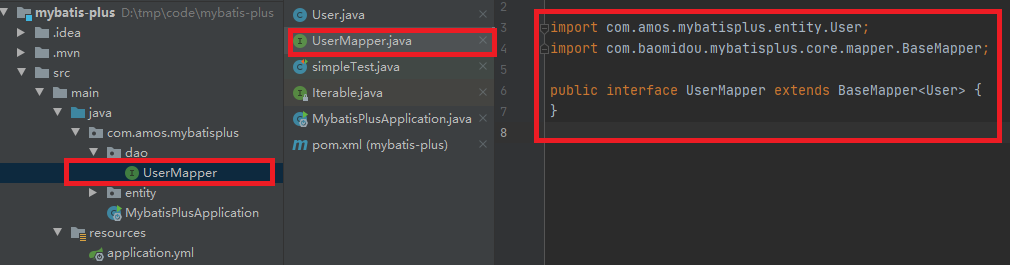 mybatis-plus D:\tmp\code\mybatis-plus
.idea
.mvn
src
main
java
com.amos.mybatisplus
dao
UserMapper
entity
MybatisPlusApplication
resources
application.yml
User.java
UserMapper.java
simpleTest.java
Iterable.java
MybatisPlusApplication.java
pom.xml (mybatis-plus)
2
3 import com.amos.mybatisplus.entity.User;
4 import com.baomidou.mybatisplus.core.mapper.BaseMapper;
5
6 public interface UserMapper extends BaseMapper<User> {
7 }
8